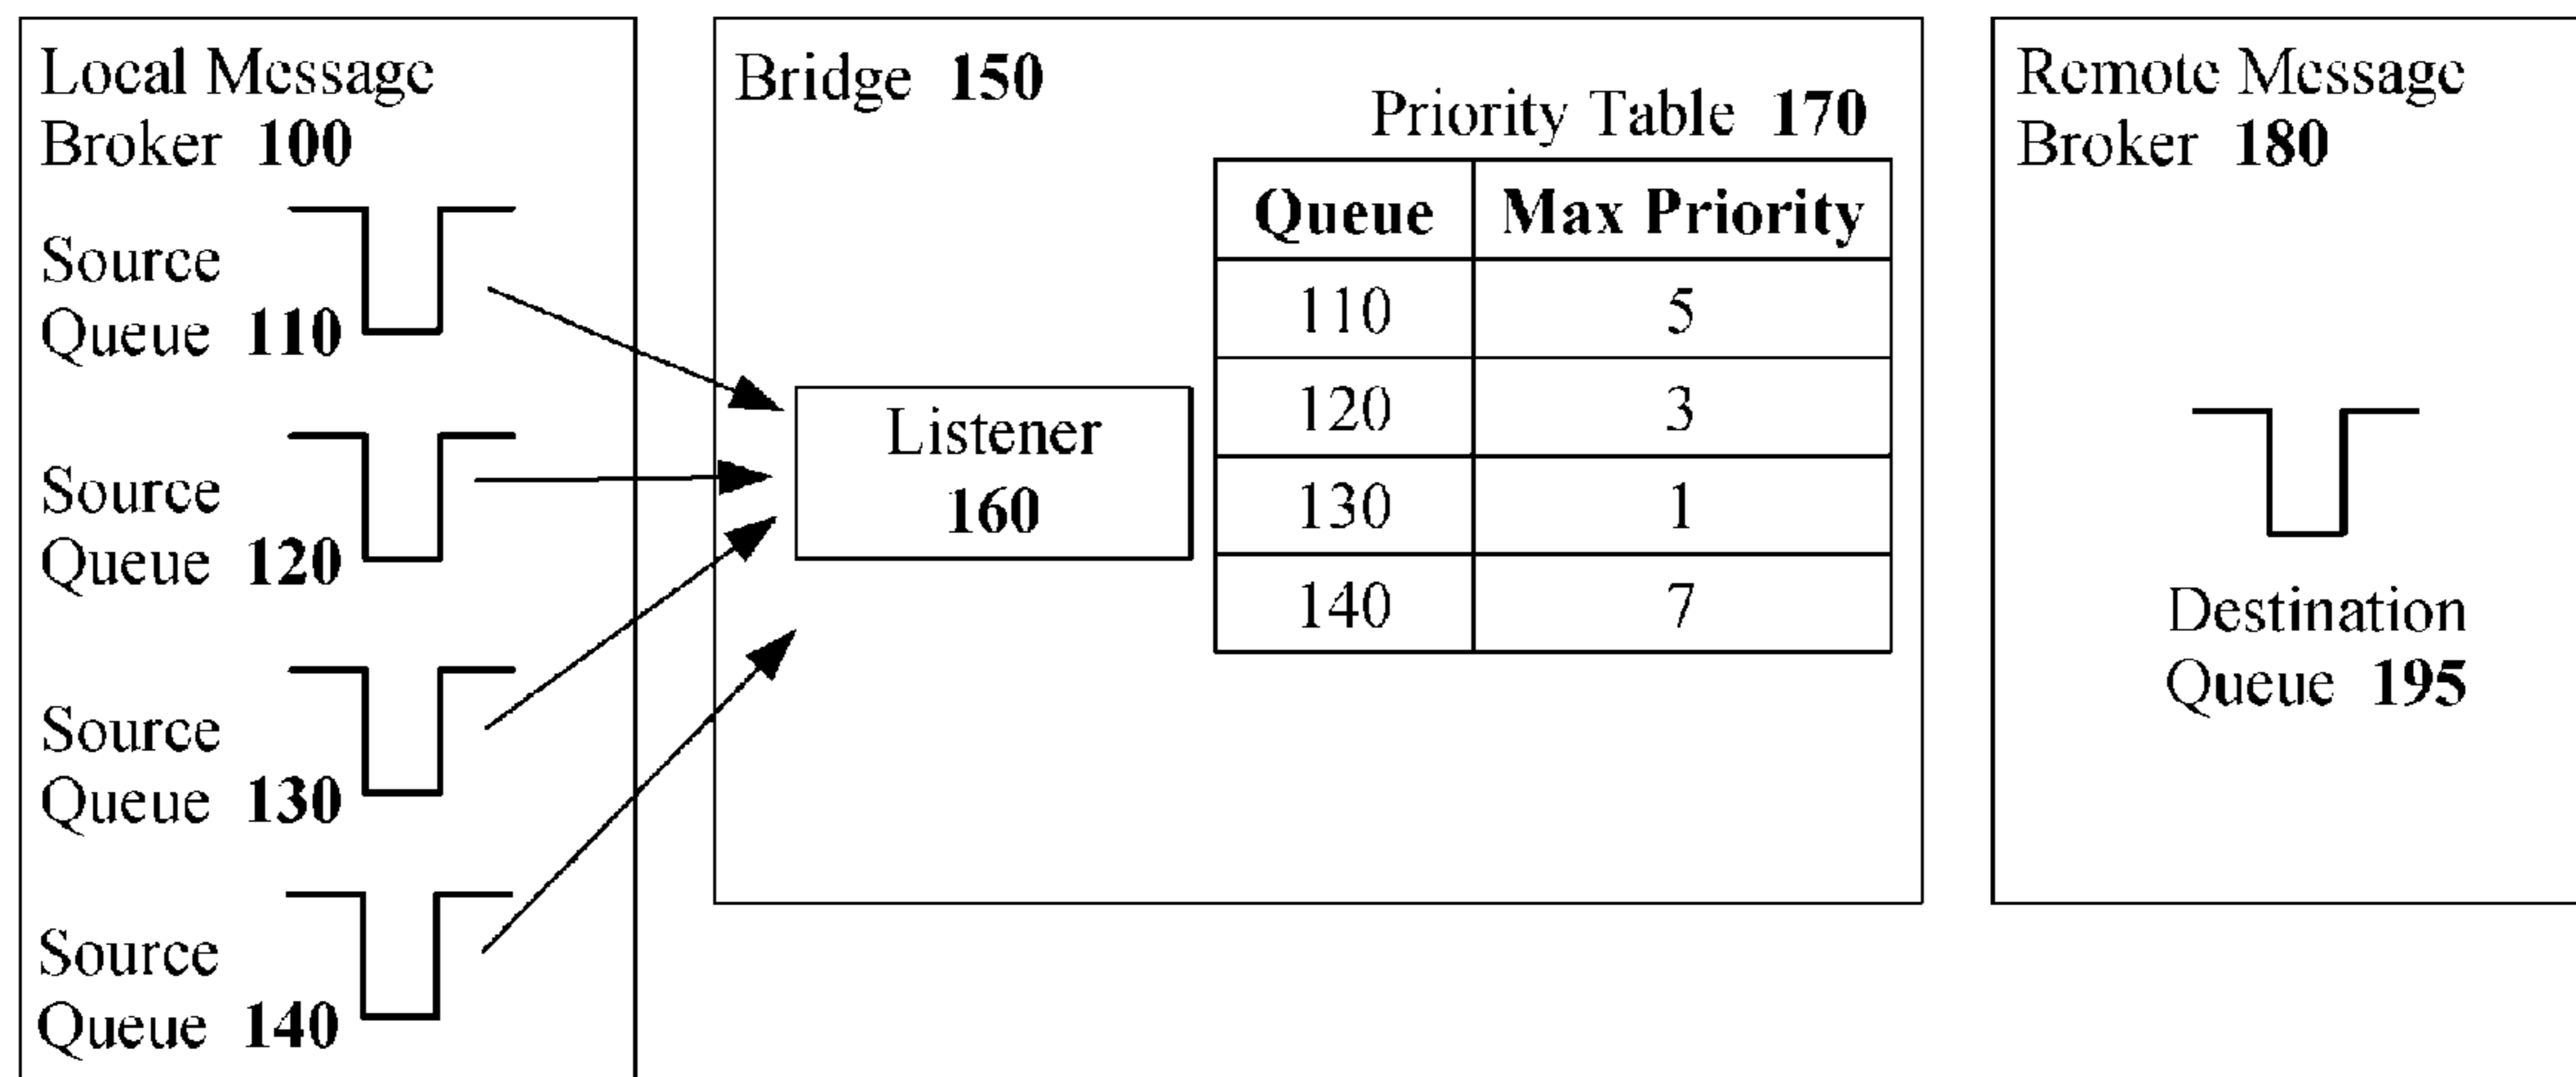 Local Message
Broker 100
Source
Queue 110
Source
Queue 120
Source
Queue 130
Source
Queue 140
Bridge 150
Listener
160
Priority Table 170
Queue Max Priority
110 5
120 3
130 1
140 7
Remote Message
Broker 180
Destination
Queue 195